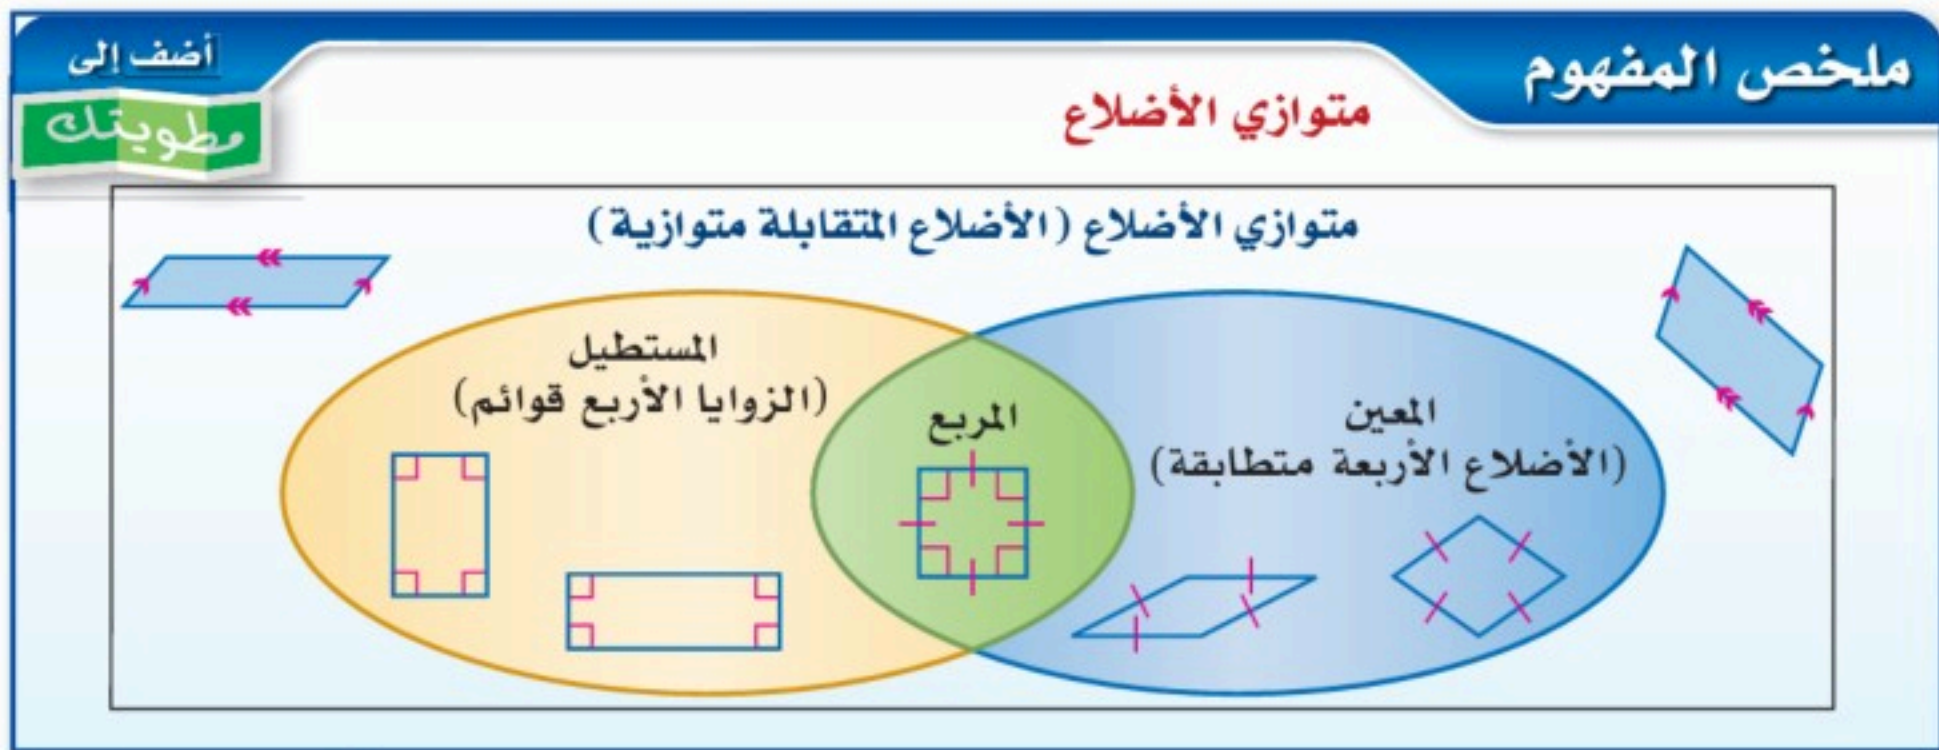 ملخص المفهوم
أضف إلى
مطويتك
متوازي الأضلاع
متوازي الأضلاع (الأضلاع المتقابلة متوازية)
المعين
(الأضلاع الأربعة متطابقة)
المربع
المستطيل
(الزوايا الأربع قوائم)